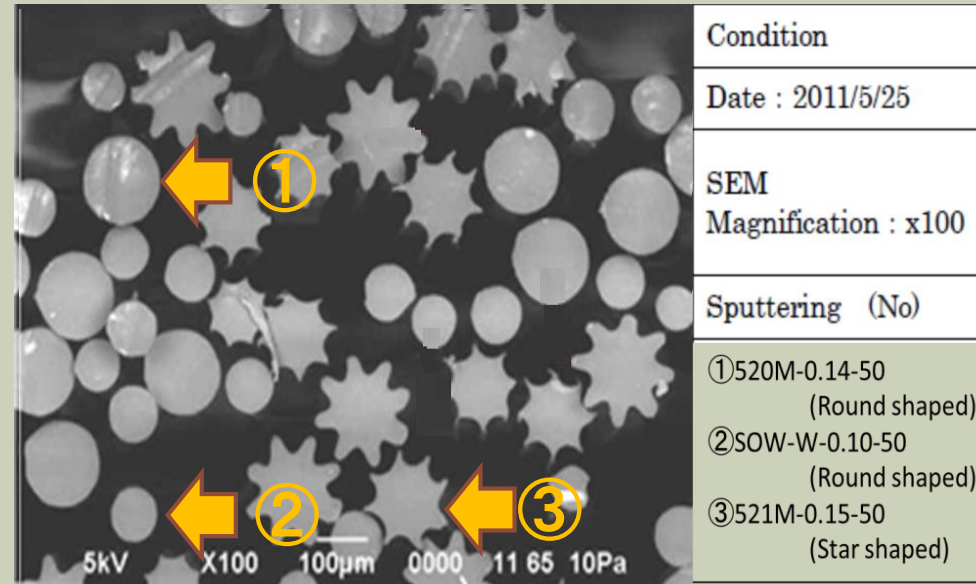 ①
②
③
5kV X100 100μm 0000 11 65 10Pa
Condition
Date : 2011/5/25
SEM
Magnification : x100
Sputtering (No)
①520M-0.14-50
(Round shaped)
②SOW-W-0.10-50
(Round shaped)
③521M-0.15-50
(Star shaped)